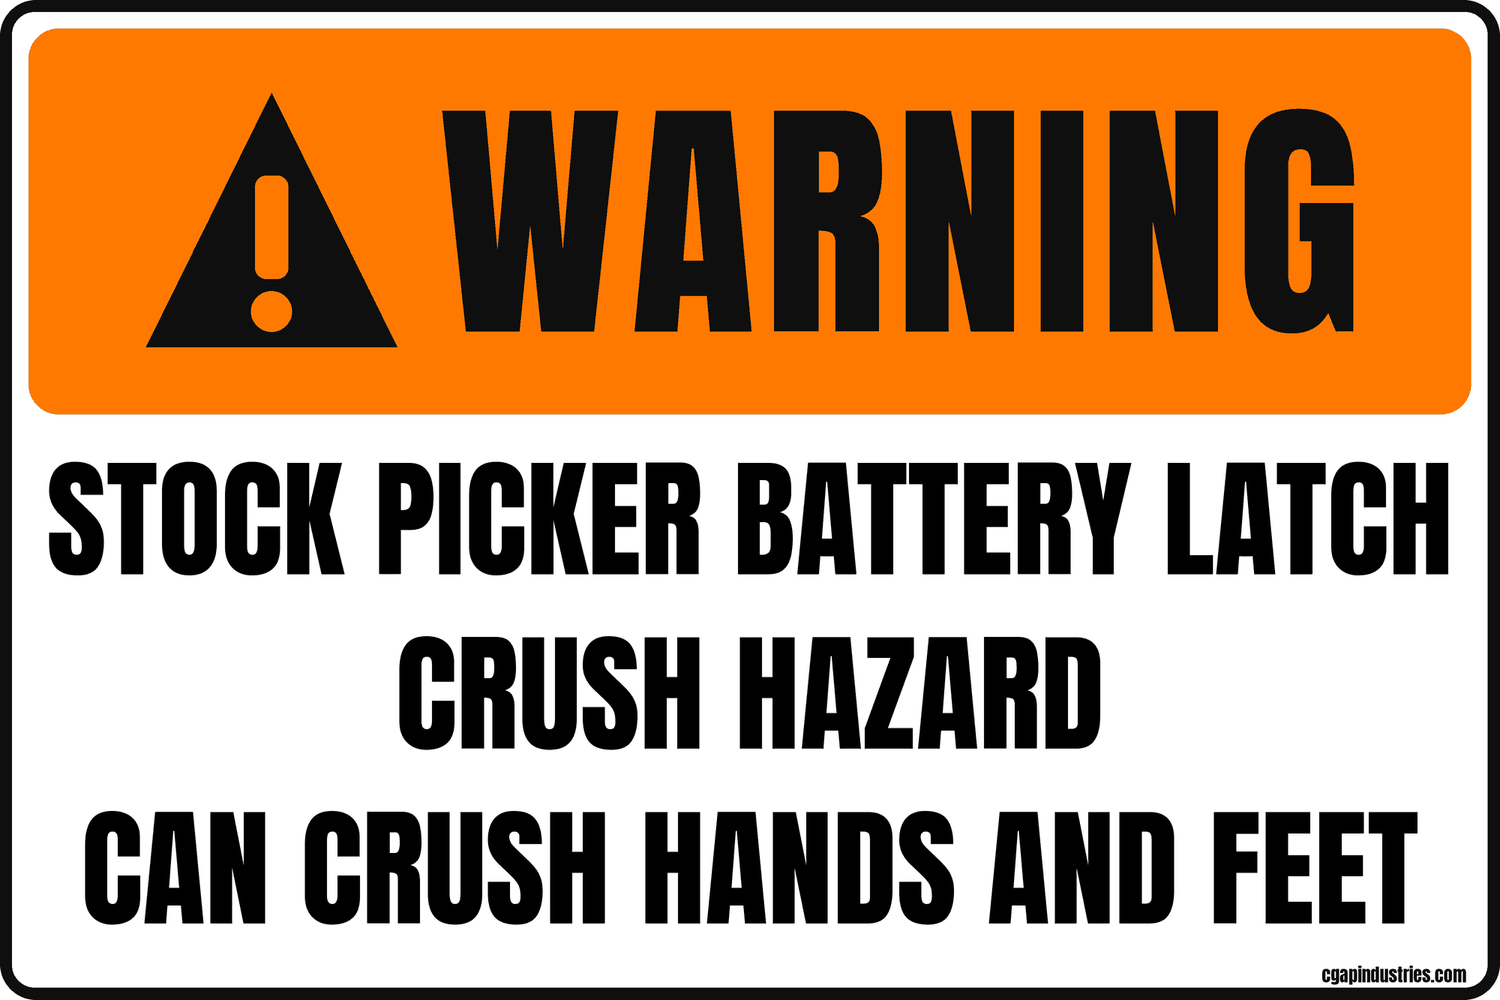 WARNING
STOCK PICKER BATTERY LATCH
CRUSH HAZARD
CAN CRUSH HANDS AND FEET
cgapindustries.com